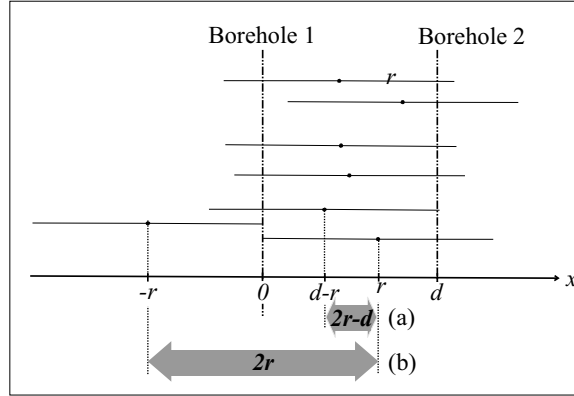 Borehole 1 Borehole 2
r
-r 0 d-r r d x
2r-d (a)
2r (b)